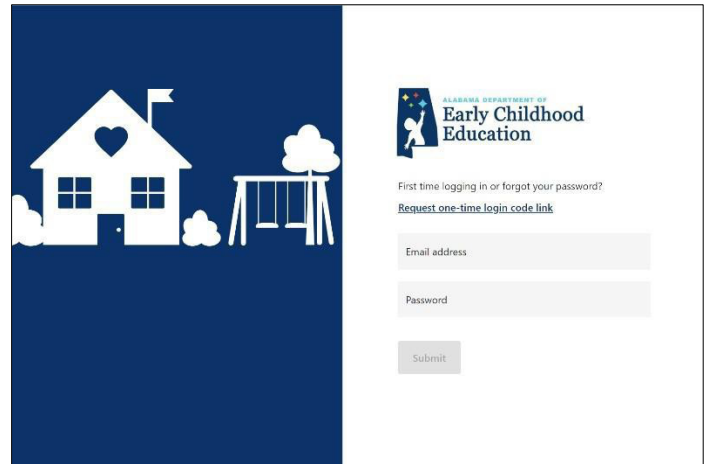 ALABAMA DEPARTMENT OF
Early Childhood
Education
First time logging in or forgot your password?
Request one-time login code link
Email address
Password
Submit